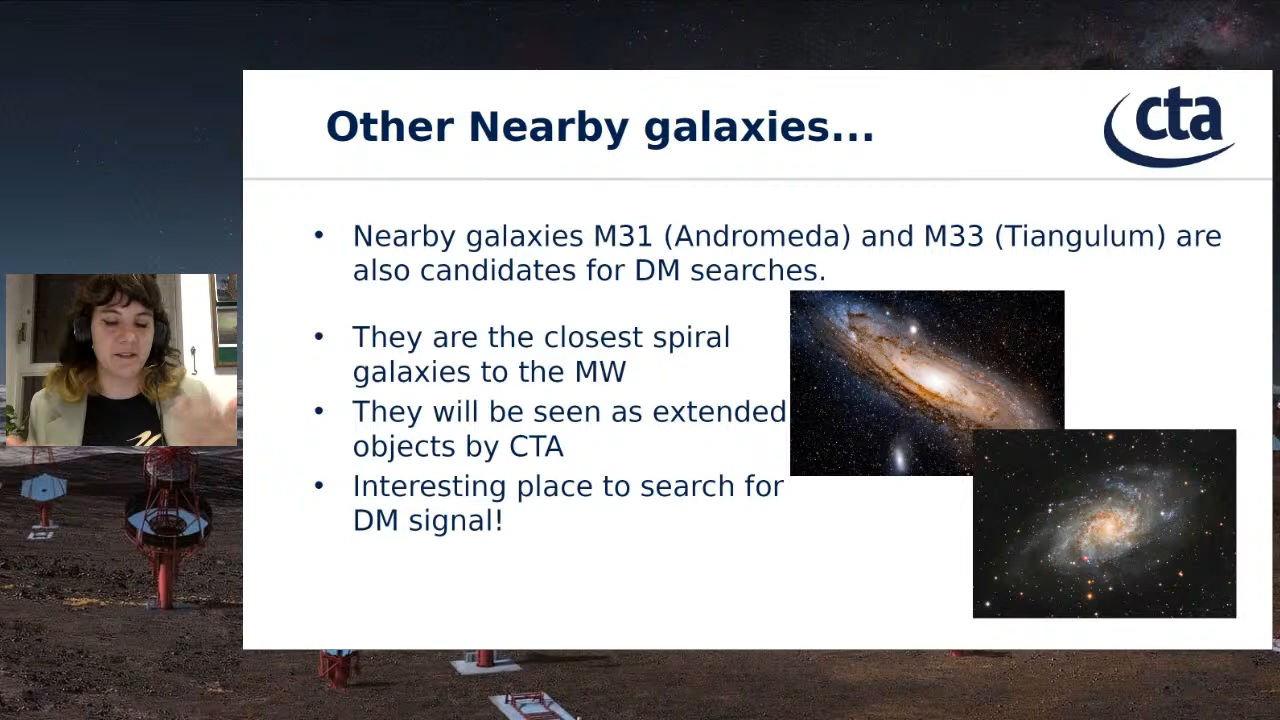 Other Nearby galaxies...
cta
• Nearby galaxies M31 (Andromeda) and M33 (Tiangulum) are
also candidates for DM searches.
• They are the closest spiral
galaxies to the MW
• They will be seen as extended
objects by CTA
• Interesting place to search for
DM signal!